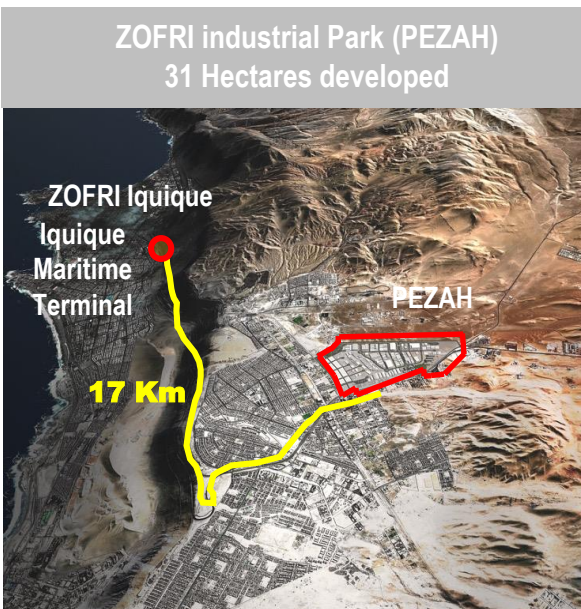 ZOFRI industrial Park (PEZAH)
31 Hectares developed
ZOFRI Iquique
Iquique
Maritime
Terminal
PEZAH
17 Km